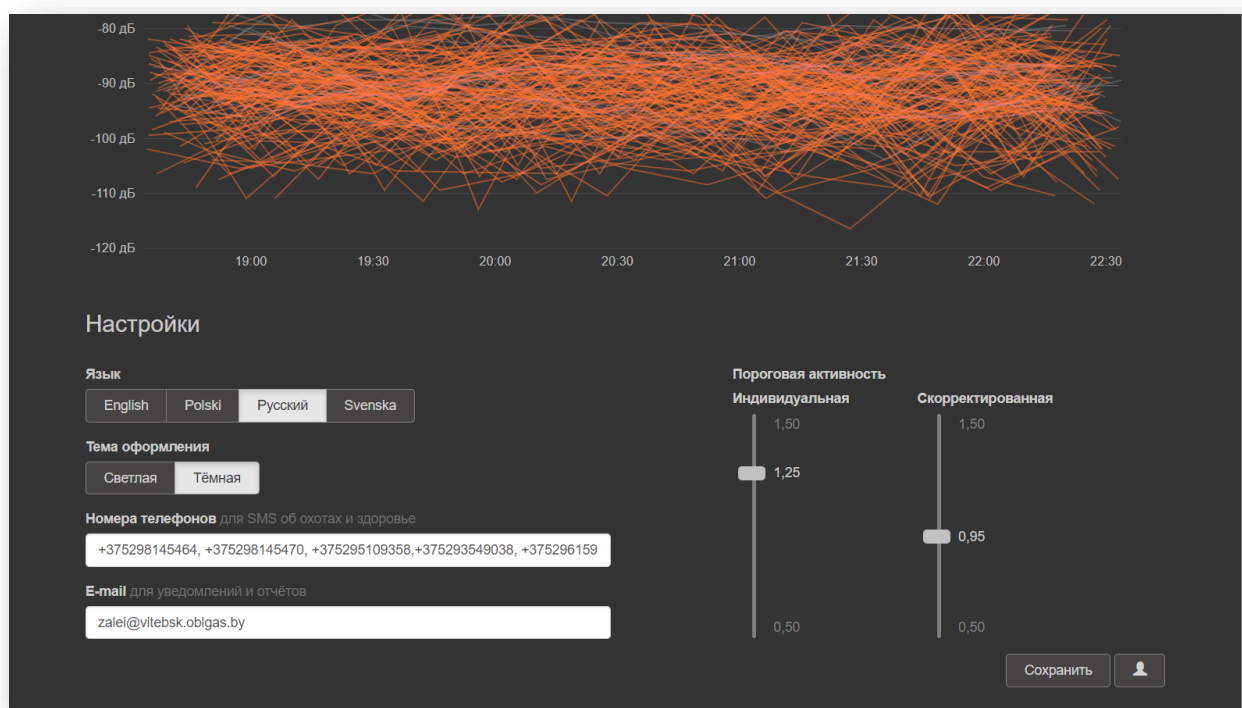 -80 дБ
-90 дБ
-100 дБ
-110 дБ
-120 дБ
19:00 19:30 20:00 20:30 21:00 21:30 22:00 22:30
Настройки
Язык
English Polski Русский Svenska
Тема оформления
Светлая Тёмная
Номера телефонов для SMS об охотах и здоровье
+375298145464, +375298145470, +375295109358,+375293549038, +375296159
E-mail для уведомлений и отчётов
zalei@vitebsk.oblgas.by
Пороговая активность
Индивидуальная Скорректированная
1,50 1,50
1,25
0,95
0,50 0,50
Сохранить